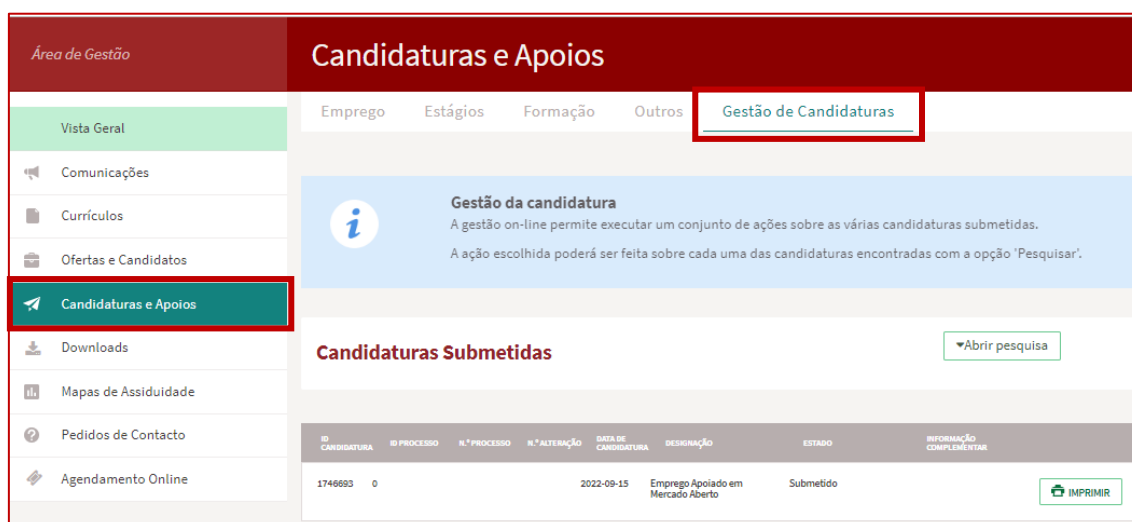 Área de Gestão
Candidaturas e Apoios
Emprego Estágios Formação Outros Gestão de Candidaturas
Vista Geral
Comunicações
Currículos
Ofertas e Candidatos
Candidaturas e Apoios
Downloads
Mapas de Assiduidade
Pedidos de Contacto
Agendamento Online
Gestão da candidatura
A gestão on-line permite executar um conjunto de ações sobre as várias candidaturas submetidas.
A ação escolhida poderá ser feita sobre cada uma das candidaturas encontradas com a opção 'Pesquisar'.
Candidaturas Submetidas
Abrir pesquisa
ID CANDIDATURA ID PROCESSO N.º PROCESSO N.º ALTERAÇÃO DATA DE CANDIDATURA DESIGNAÇÃO ESTADO INFORMAÇÃO COMPLEMENTAR
1746693 0 2022-09-15 Emprego Apoiado em Mercado Aberto Submetido IMPRIMIR